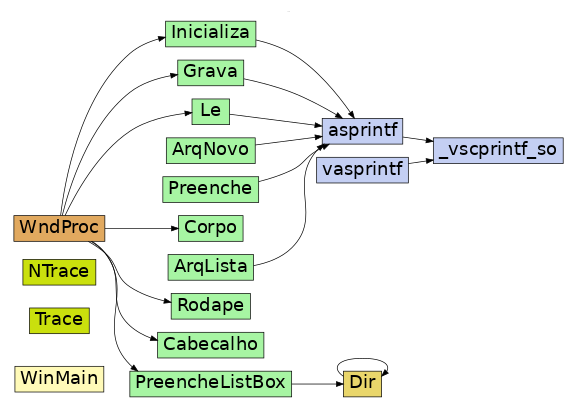 Inicializa
Grava
Le
asprintf
ArqNovo
_vscprintf_so
vasprintf
Preenche
WndProc
Corpo
ArqLista
NTrace
Rodape
Trace
Cabecalho
WinMain
PreencheListBox
Dir